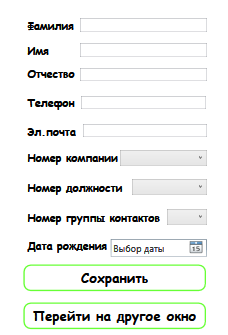 Фамилия
Имя
Отчество
Телефон
Эл.почта
Номер компании
Номер должности
Номер группы контактов
Дата рождения Выбор даты 15
Сохранить
Перейти на другое окно